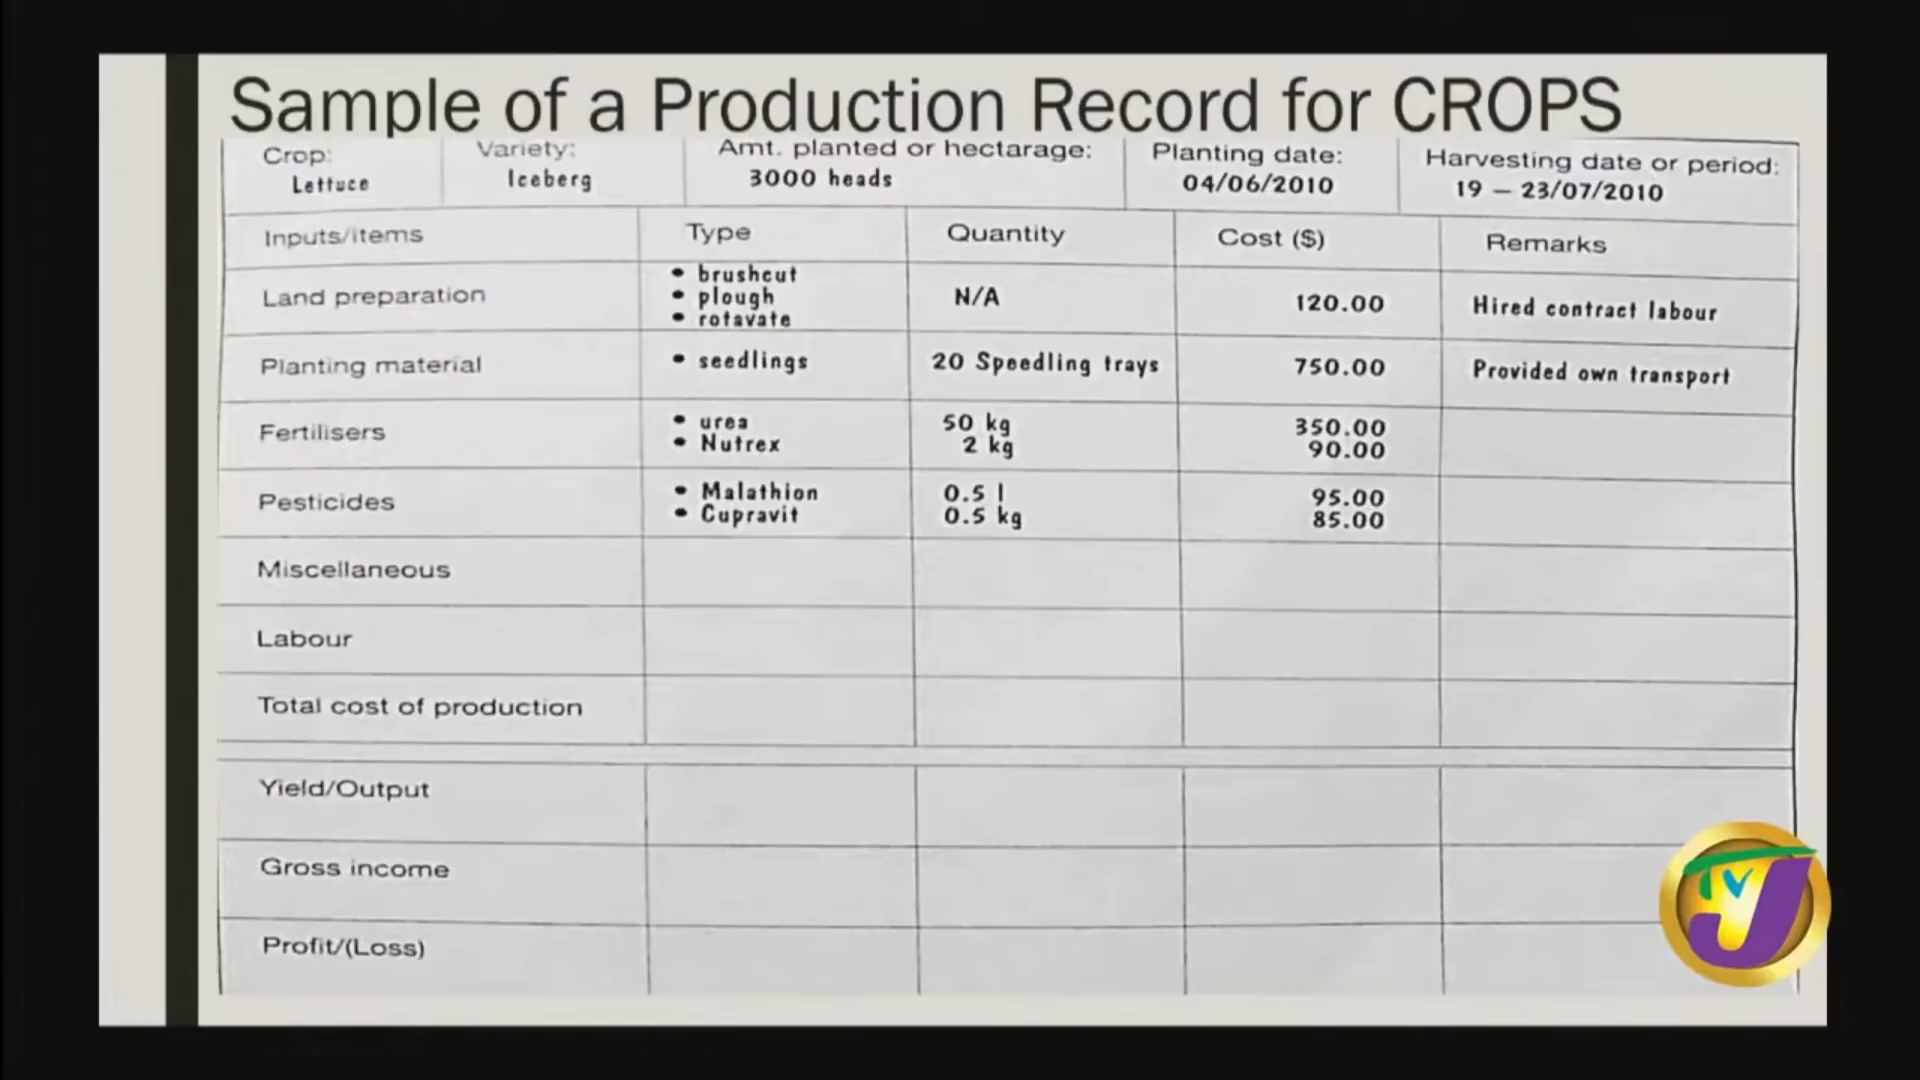 Sample of a Production Record for CROPS
Crop: Variety: Amt. planted or hectarage: Planting date: Harvesting date or period:
Lettuce Iceberg 3000 heads 04/06/2010 19 – 23/07/2010
Inputs/items Type Quantity Cost ($) Remarks
Land preparation
• brushcut
• plough
• rotavate
N/A 120.00 Hired contract labour
Planting material • seedlings 20 Speedling trays 750.00 Provided own transport
Fertilisers
• urea 50 kg 350.00
• Nutrex 2 kg 90.00
Pesticides
• Malathion 0.5 l 95.00
• Cupravit 0.5 kg 85.00
Miscellaneous
Labour
Total cost of production
Yield/Output
Gross income
Profit/(Loss)
TVJ